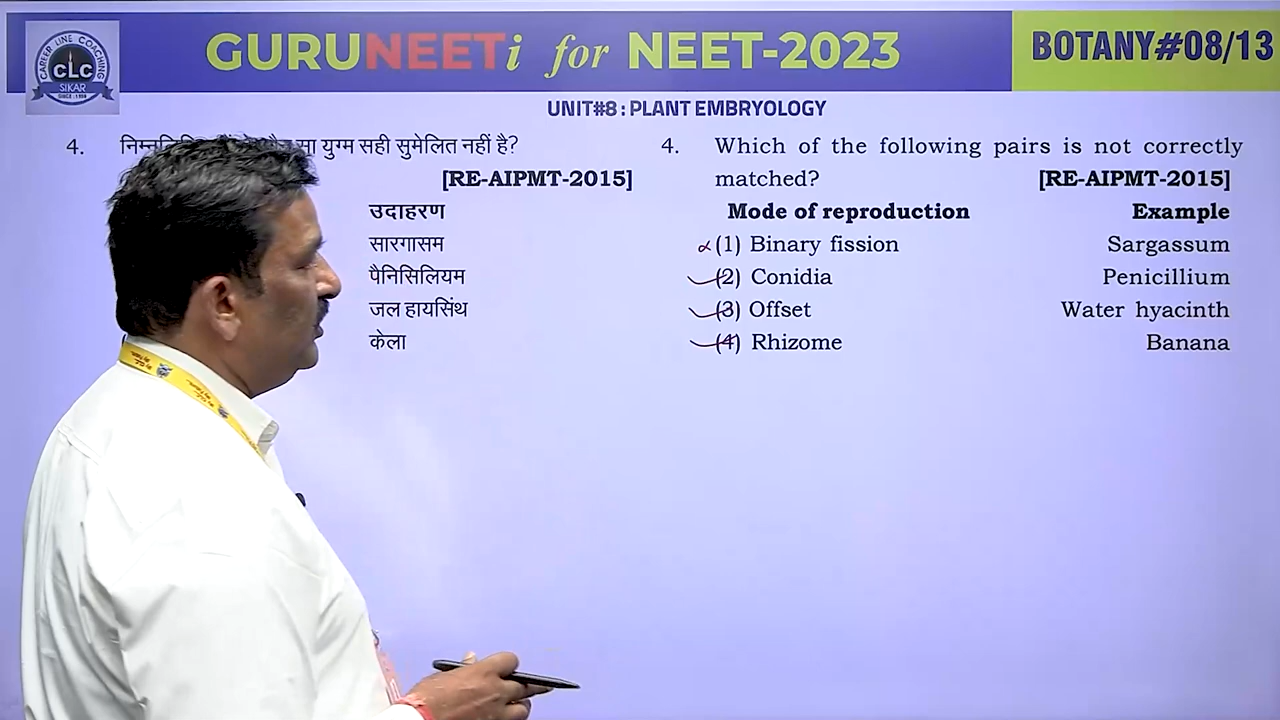 CAREER LINE COACHING
CLC
SIKAR
SINCE : 1996
GURUNEETi for NEET-2023
BOTANY#08/13
UNIT#8 : PLANT EMBRYOLOGY
4. सा युग्म सही सुमेलित नहीं है?
[RE-AIPMT-2015]
उदाहरण
सारगासम
पैनिसिलियम
जल हायसिंथ
केला
4. Which of the following pairs is not correctly
matched? [RE-AIPMT-2015]
Mode of reproduction Example
(1) Binary fission Sargassum
(2) Conidia Penicillium
(3) Offset Water hyacinth
(4) Rhizome Banana